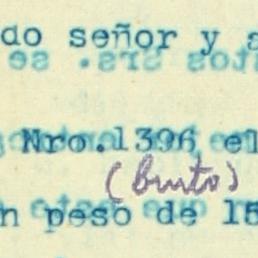 do señor y a
Nro.1396 el
(bruto)
n peso de 15